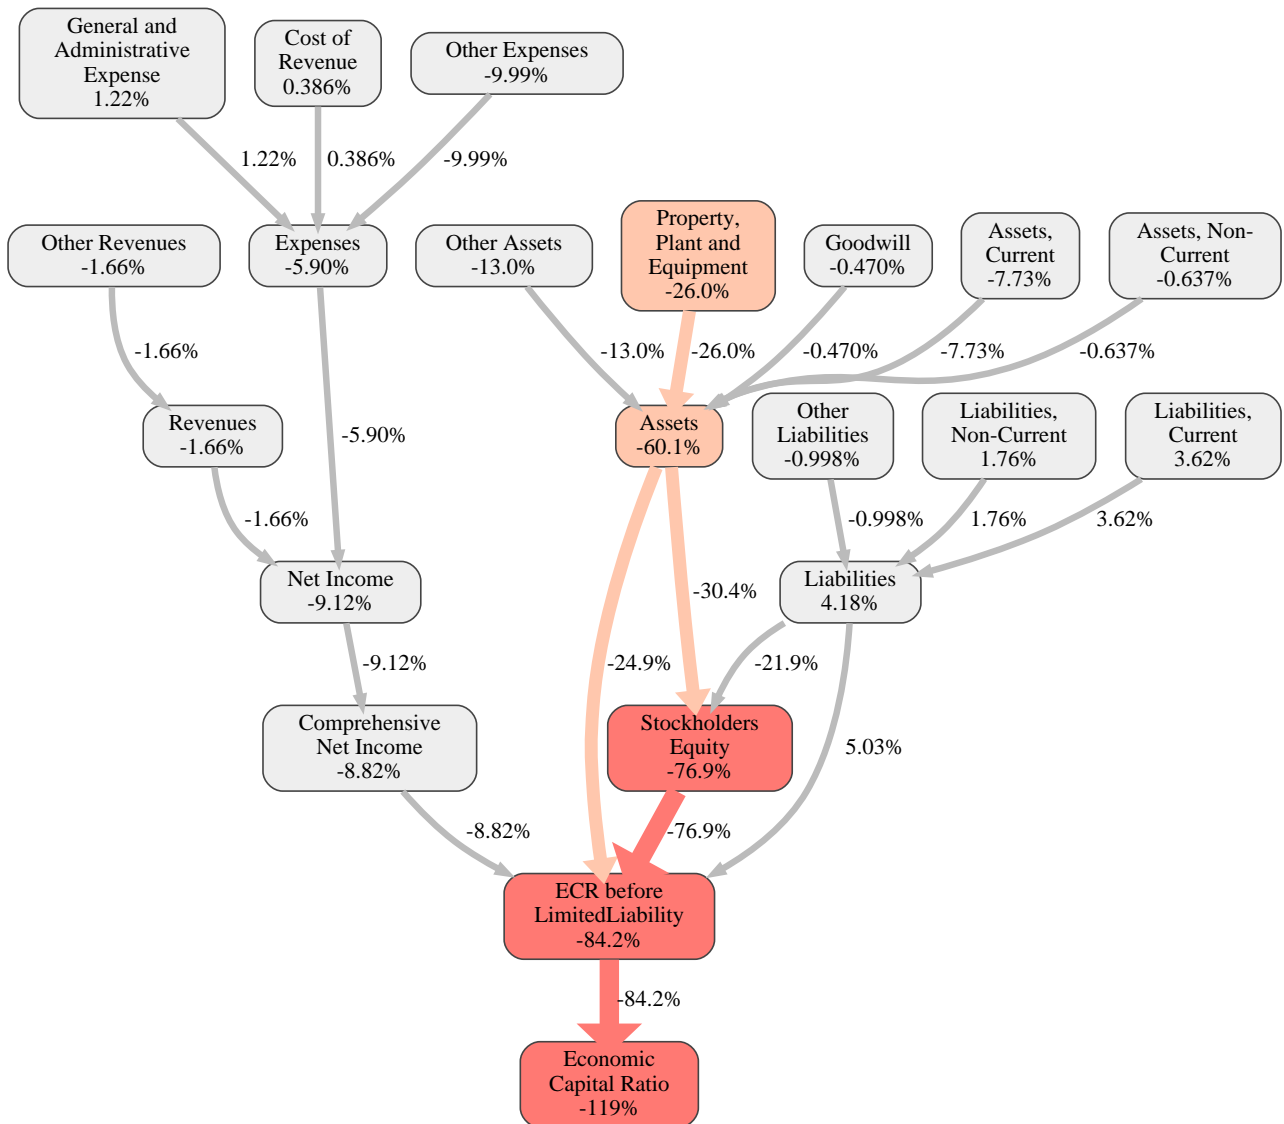 General and
Administrative
Expense
1.22%
Cost of
Revenue
0.386%
Other Expenses
-9.99%
1.22%
0.386%
-9.99%
Other Revenues
-1.66%
Expenses
-5.90%
Other Assets
-13.0%
Property,
Plant and
Equipment
-26.0%
Goodwill
-0.470%
Assets,
Current
-7.73%
Assets, Non-
Current
-0.637%
-1.66%
-13.0%
-26.0%
-0.470%
-7.73%
-0.637%
Revenues
-1.66%
-5.90%
Assets
-60.1%
Other
Liabilities
-0.998%
Liabilities,
Non-Current
1.76%
Liabilities,
Current
3.62%
-1.66%
-0.998%
1.76%
3.62%
Net Income
-9.12%
-30.4%
Liabilities
4.18%
-9.12%
-24.9%
-21.9%
Comprehensive
Net Income
-8.82%
Stockholders
Equity
-76.9%
5.03%
-8.82%
-76.9%
ECR before
LimitedLiability
-84.2%
-84.2%
Economic
Capital Ratio
-119%